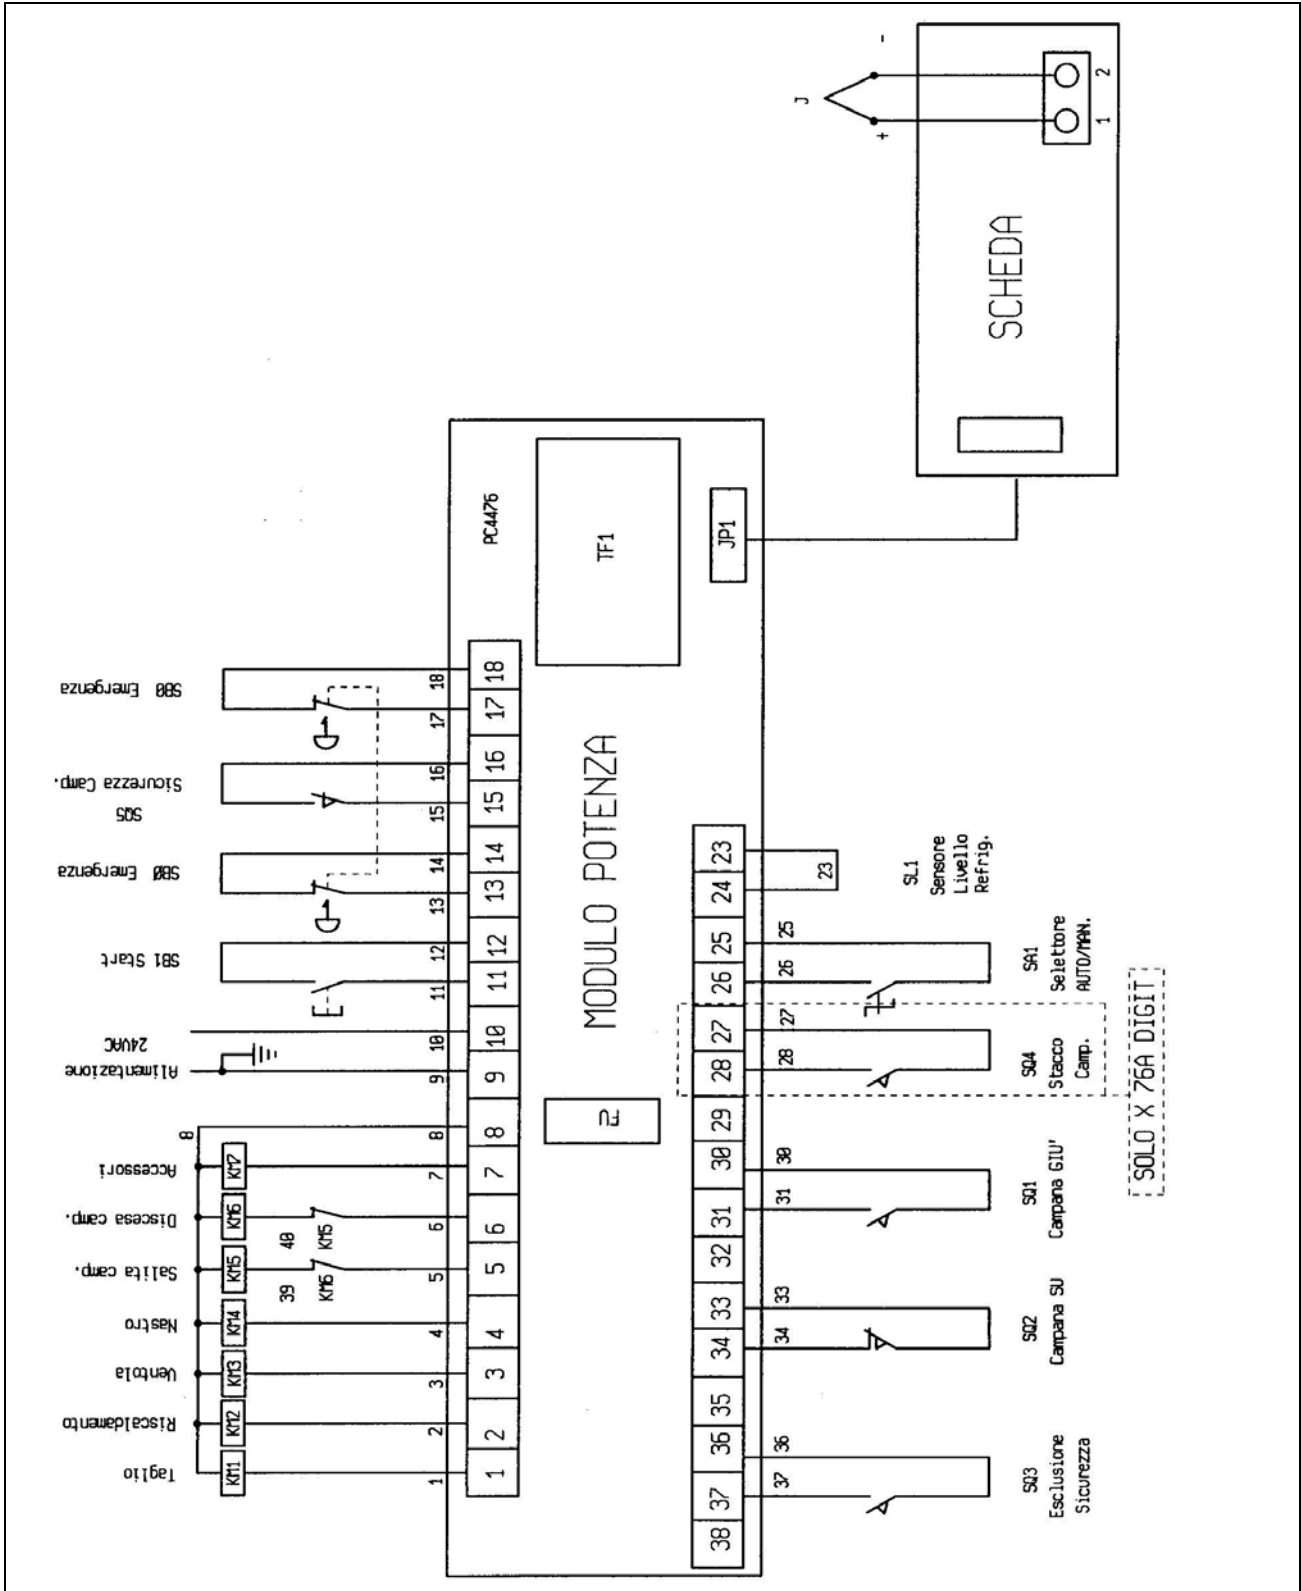 SCHEDA
-
J
+
2
1
PC4476
TF1
JP1
MODULO POTENZA
FU
SB0 Emergenza
18
17
18
17
Sicurezza Camp.
SQ5
16
15
16
15
SB0 Emergenza
14
13
14
13
SB1 Start
12
11
12
11
24VAC
Alimentazione
10
9
10
9
8
8
8
Accessori
KM7
7
7
Discesa camp.
KM6
40
KM5
6
6
Salita camp.
KM5
39
KM6
5
5
Nastro
KM4
4
4
Ventola
KM3
3
3
Riscaldamento
KM2
2
2
Taglio
KM1
1
1
23
24
23
SL1
Sensore
Livello
Refrig.
25
26
25
26
SA1
Selettore
AUTO/MAN.
27
28
27
28
SQ4
Stacco
Camp.
SOLO X 76A DIGIT
29
30
31
30
31
SQ1
Campana GIU'
32
33
34
33
34
SQ2
Campana SU
35
36
37
36
37
SQ3
Esclusione
Sicurezza
38